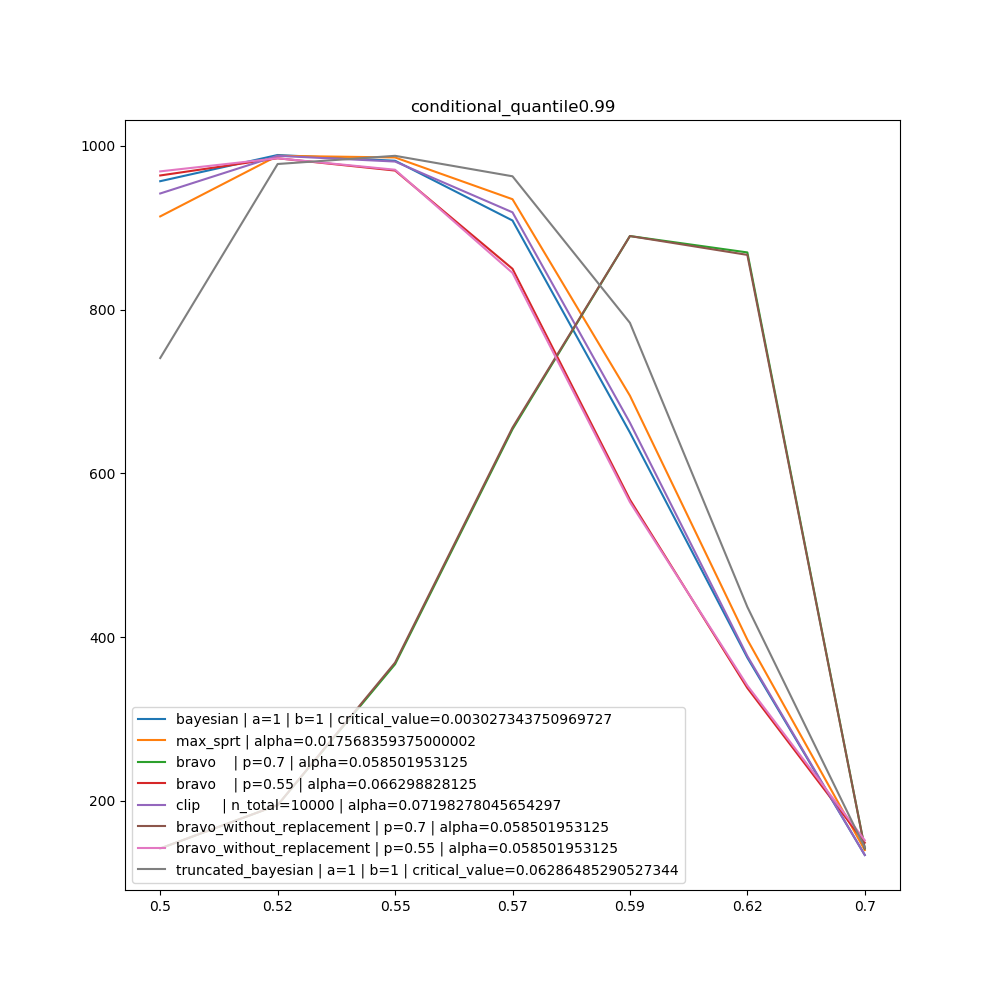 conditional_quantile0.99
1000
800
600
400
200
bayesian | a=1 | b=1 | critical_value=0.003027343750969727
max_sprt | alpha=0.017568359375000002
bravo    | p=0.7 | alpha=0.058501953125
bravo    | p=0.55 | alpha=0.066298828125
clip     | n_total=10000 | alpha=0.07198278045654297
bravo_without_replacement | p=0.7 | alpha=0.058501953125
bravo_without_replacement | p=0.55 | alpha=0.058501953125
truncated_bayesian | a=1 | b=1 | critical_value=0.06286485290527344
0.5 0.52 0.55 0.57 0.59 0.62 0.7